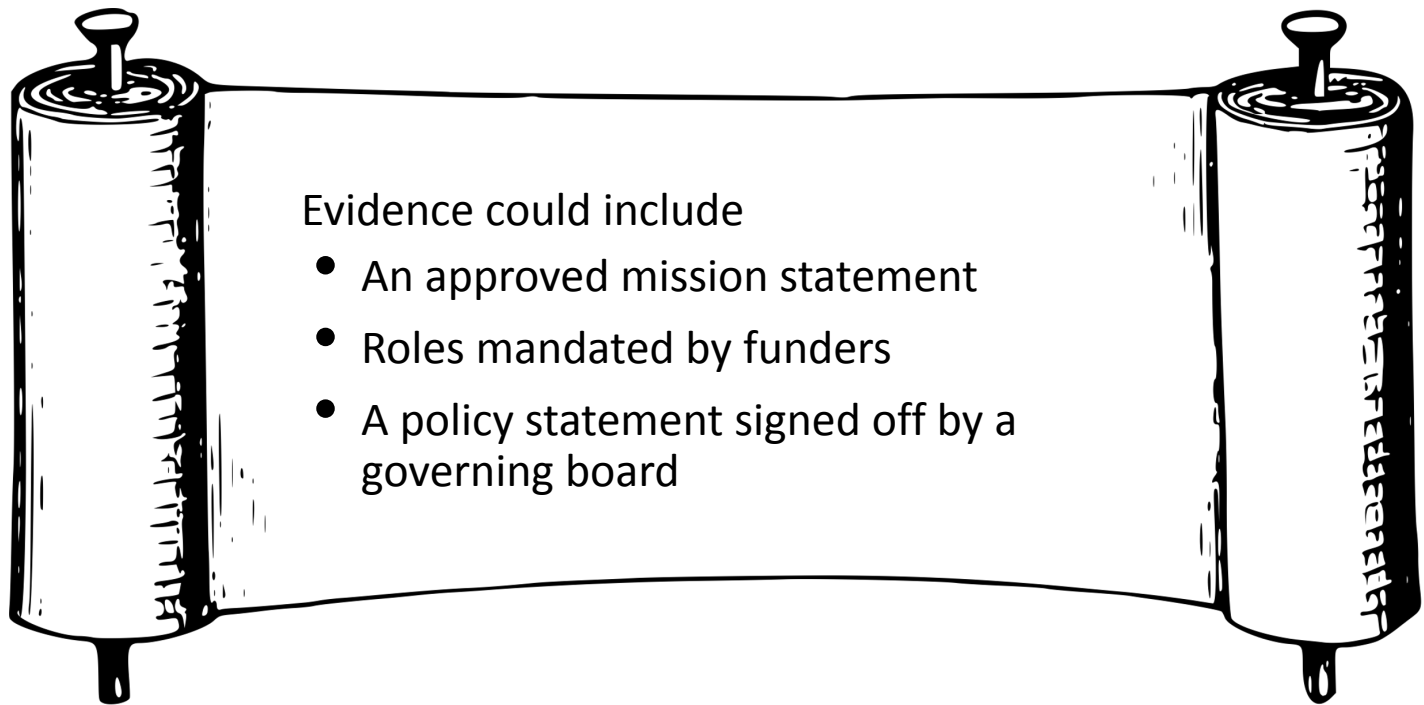 Evidence could include
• An approved mission statement
• Roles mandated by funders
• A policy statement signed off by a
governing board